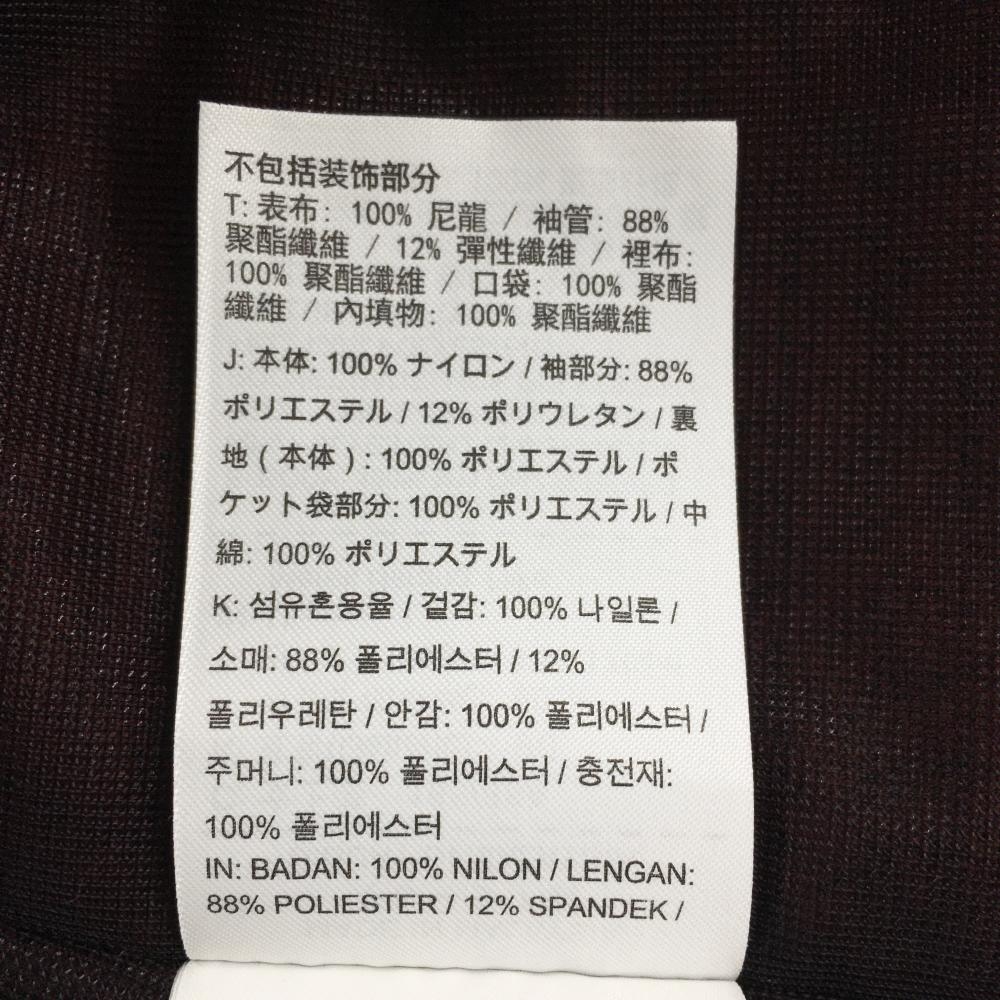 不包括装饰部分
T: 表布: 100% 尼龍 / 袖管: 88%
聚酯纖維 / 12% 彈性纖維 / 裡布:
100% 聚酯纖維 / 口袋: 100% 聚酯
纖維 / 內填物: 100% 聚酯纖維
J: 本体: 100% ナイロン / 袖部分: 88%
ポリエステル / 12% ポリウレタン / 裏
地 ( 本体 ) : 100% ポリエステル / ポ
ケット袋部分: 100% ポリエステル / 中
綿: 100% ポリエステル
K: 섬유혼용율 / 겉감: 100% 나일론 /
소매: 88% 폴리에스터 / 12%
폴리우레탄 / 안감: 100% 폴리에스터 /
주머니: 100% 폴리에스터 / 충전재:
100% 폴리에스터
IN: BADAN: 100% NILON / LENGAN:
88% POLIESTER / 12% SPANDEK /